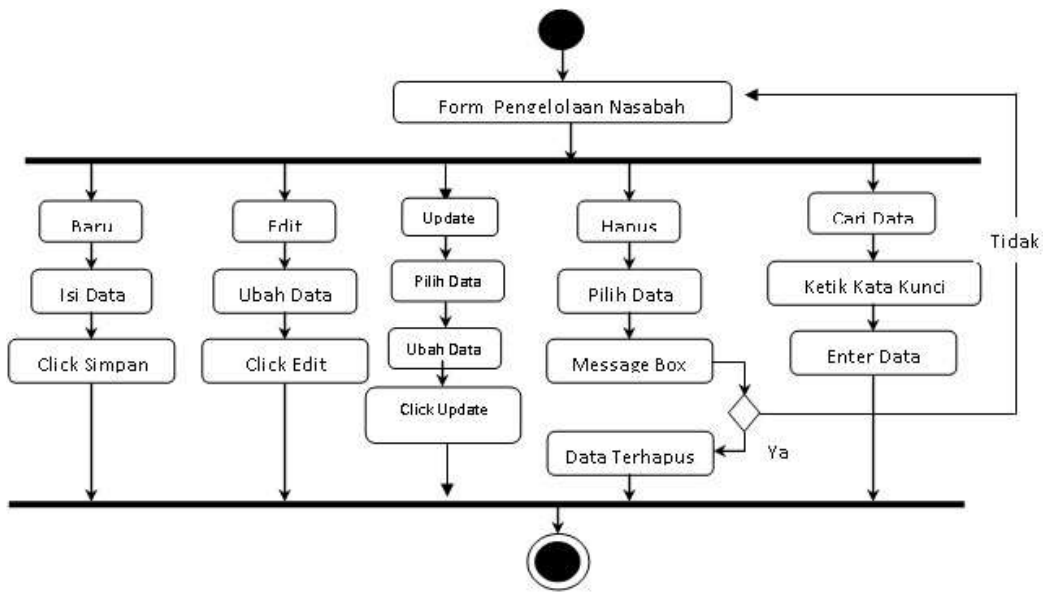 Form Pengelolaan Nasabah
Baru
Edit
Update
Hapus
Cari Data
Tidak
Isi Data
Ubah Data
Pilih Data
Pilih Data
Ketik Kata Kunci
Click Simpan
Click Edit
Ubah Data
Message Box
Enter Data
Click Update
Data Terhapus
Ya